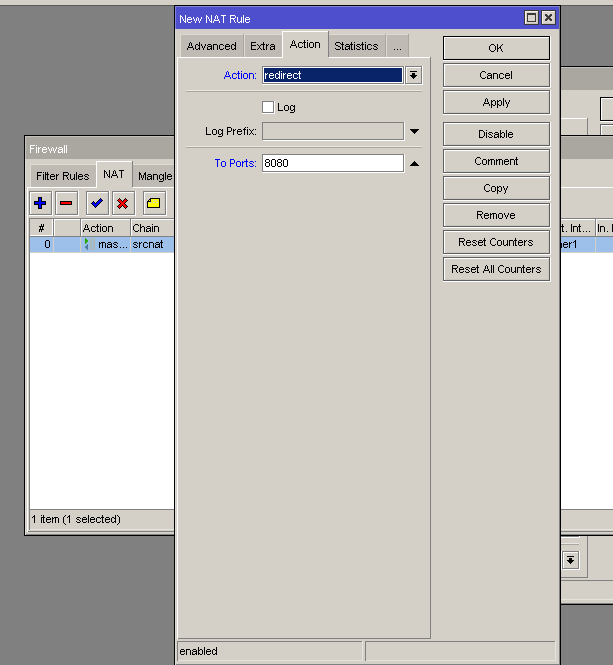 New NAT Rule
Advanced Extra Action Statistics ...
Action: redirect
Log
Log Prefix:
To Ports: 8080
OK
Cancel
Apply
Disable
Comment
Copy
Remove
Reset Counters
Reset All Counters
enabled
Firewall
Filter Rules NAT Mangle
# Action Chain t. Int... In. I
0 mas... srcnat er1
1 item (1 selected)